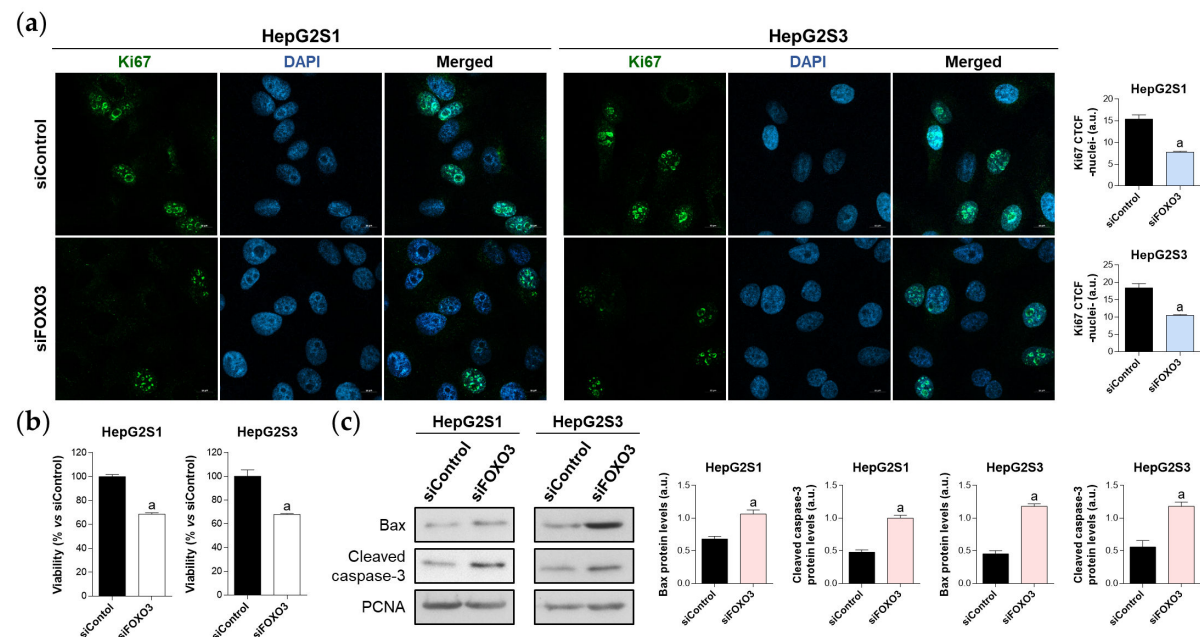 (a)
HepG2S1
HepG2S3
Ki67 DAPI Merged
Ki67 DAPI Merged
siControl
siFOXO3
HepG2S1
Ki67 CTCF
-nuclei- (a.u.)
20
15
10
5
0
a
siControl
siFOXO3
HepG2S3
Ki67 CTCF
-nuclei- (a.u.)
25
20
15
10
5
0
a
siControl
siFOXO3
(b)
HepG2S1
Viability (% vs siControl)
120
100
80
60
40
20
0
a
siControl
siFOXO3
HepG2S3
Viability (% vs siControl)
120
100
80
60
40
20
0
a
siControl
siFOXO3
(c)
HepG2S1
HepG2S3
siControl
siFOXO3
siControl
siFOXO3
Bax
Cleaved
caspase-3
PCNA
HepG2S1
Bax protein levels (a.u.)
1.5
1.0
0.5
0.0
a
siControl
siFOXO3
HepG2S1
Cleaved caspase-3
protein levels (a.u.)
1.5
1.0
0.5
0.0
a
siControl
siFOXO3
HepG2S3
Bax protein levels (a.u.)
1.5
1.0
0.5
0.0
a
siControl
siFOXO3
HepG2S3
Cleaved caspase-3
protein levels (a.u.)
1.5
1.0
0.5
0.0
a
siControl
siFOXO3